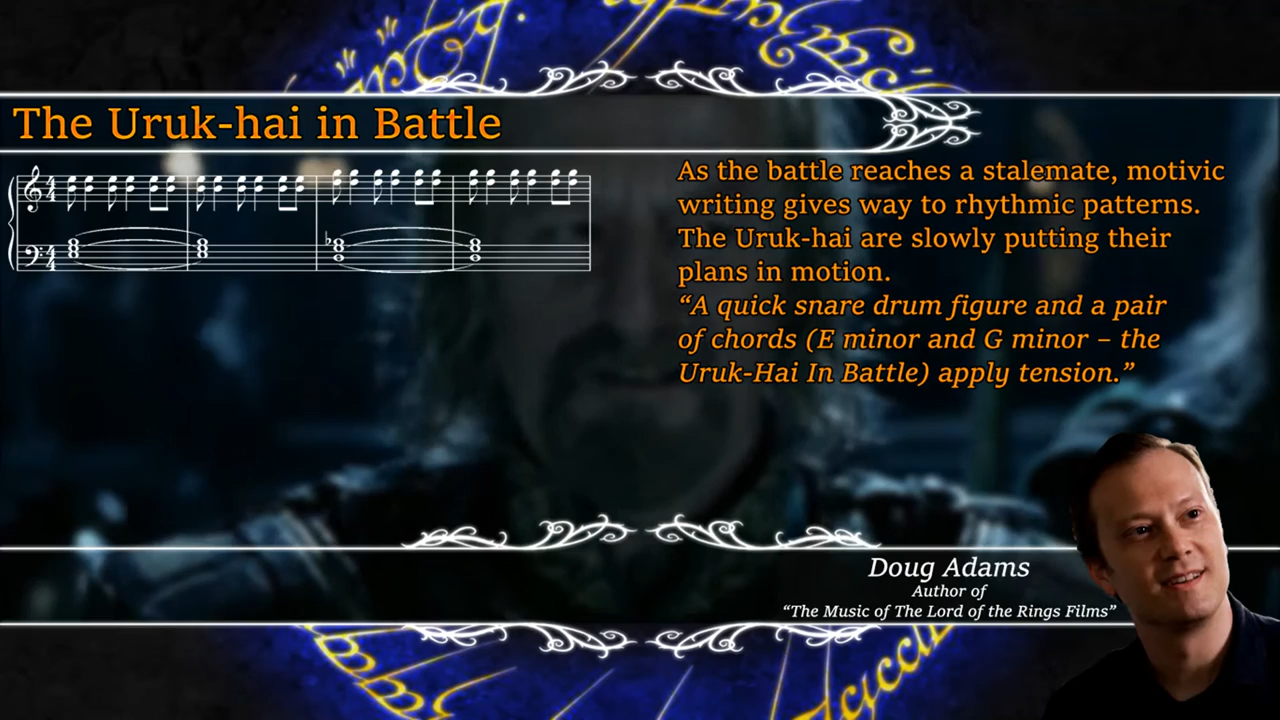 The Uruk-hai in Battle
As the battle reaches a stalemate, motivic
writing gives way to rhythmic patterns.
The Uruk-hai are slowly putting their
plans in motion.
“A quick snare drum figure and a pair
of chords (E minor and G minor – the
Uruk-Hai In Battle) apply tension.”
Doug Adams
Author of
“The Music of The Lord of the Rings Films”